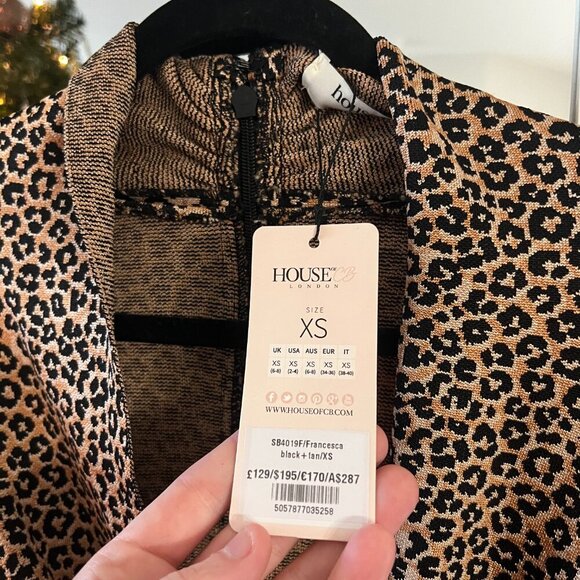 hou
HOUSE OF CB
LONDON
SIZE
XS
UK USA AUS EUR IT
XS XS XS XS XS
(6-8) (2-4) (6-8) (34-36) (38-40)
WWW.HOUSEOFCB.COM
SB4019F/Francesca
black+tan/XS
£129/$195/€170/A$287
5057877035258